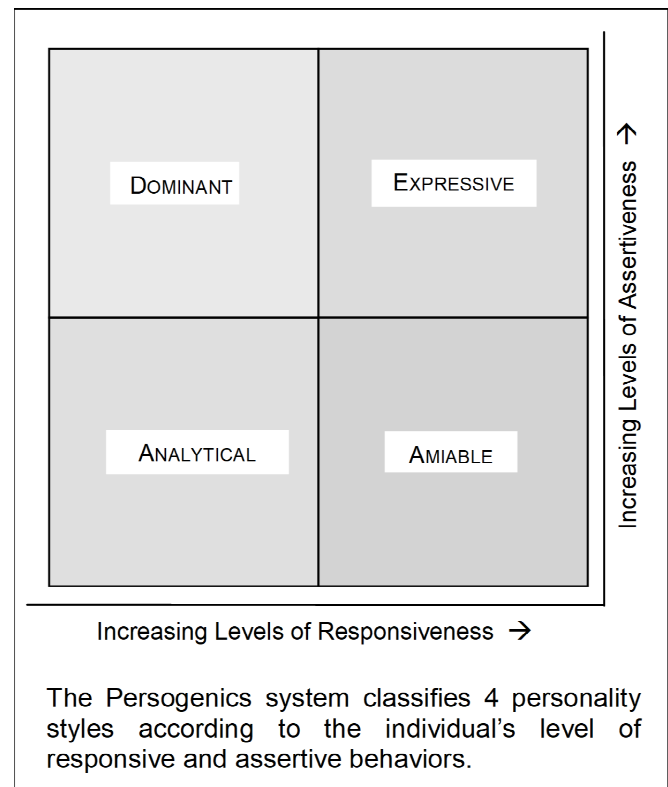 DOMINANT
EXPRESSIVE
ANALYTICAL
AMIABLE
Increasing Levels of Assertiveness →
Increasing Levels of Responsiveness →
The Persogenics system classifies 4 personality
styles according to the individual's level of
responsive and assertive behaviors.